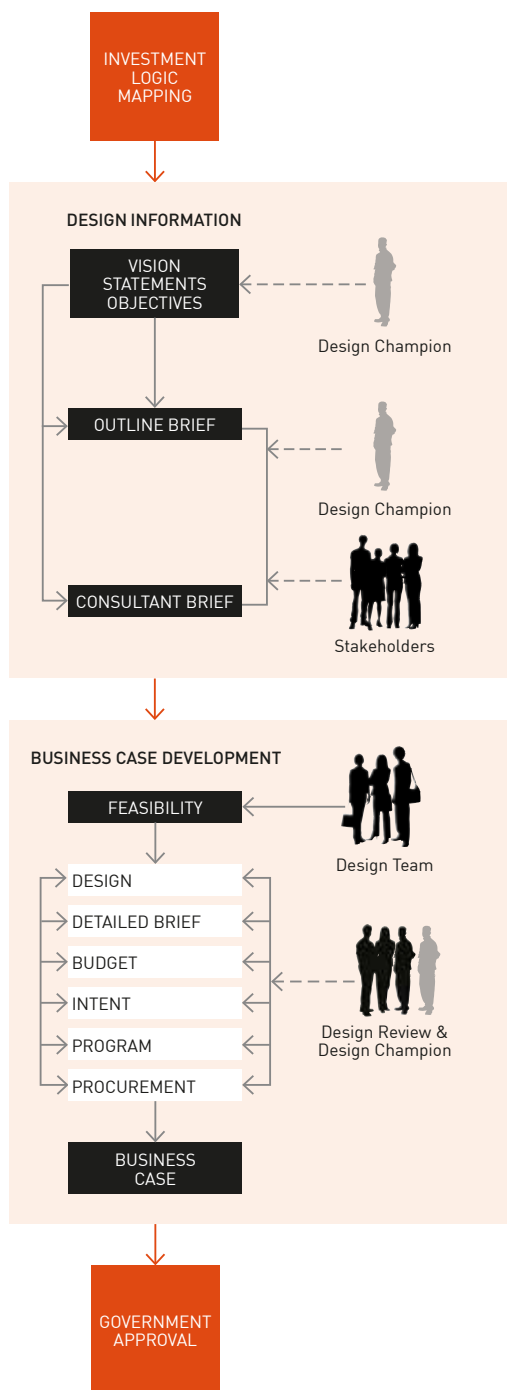 INVESTMENT
LOGIC
MAPPING
DESIGN INFORMATION
VISION
STATEMENTS
OBJECTIVES
Design Champion
OUTLINE BRIEF
Design Champion
CONSULTANT BRIEF
Stakeholders
BUSINESS CASE DEVELOPMENT
FEASIBILITY
Design Team
DESIGN
DETAILED BRIEF
BUDGET
INTENT
Design Review &
Design Champion
PROGRAM
PROCUREMENT
BUSINESS
CASE
GOVERNMENT
APPROVAL